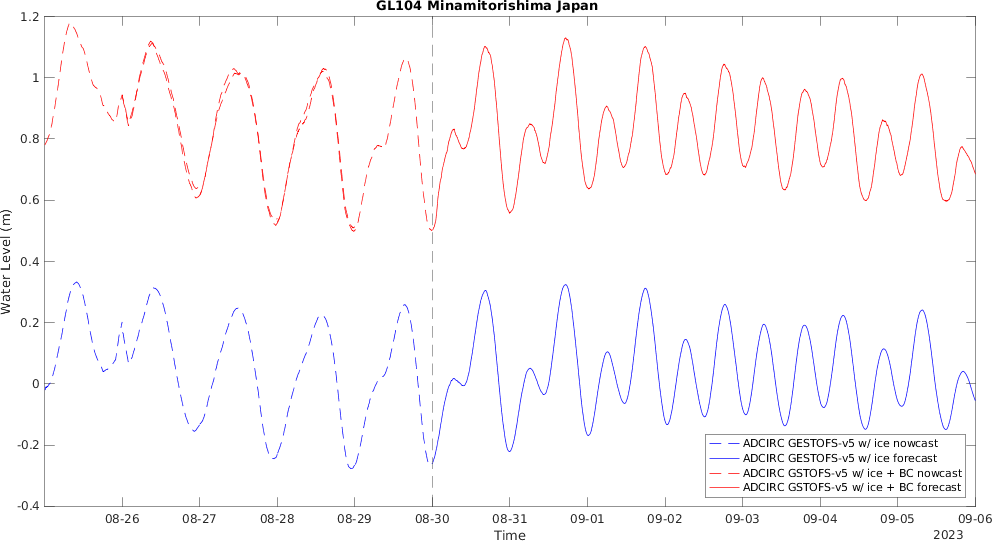 GL104 Minamitorishima Japan
Water Level (m)
1.2
1
0.8
0.6
0.4
0.2
0
-0.2
-0.4
ADCIRC GESTOFS-v5 w/ ice nowcast
ADCIRC GESTOFS-v5 w/ ice forecast
ADCIRC GSTOFS-v5 w/ ice + BC nowcast
ADCIRC GSTOFS-v5 w/ ice + BC forecast
08-26 08-27 08-28 08-29 08-30 08-31 09-01 09-02 09-03 09-04 09-05 09-06
Time
2023